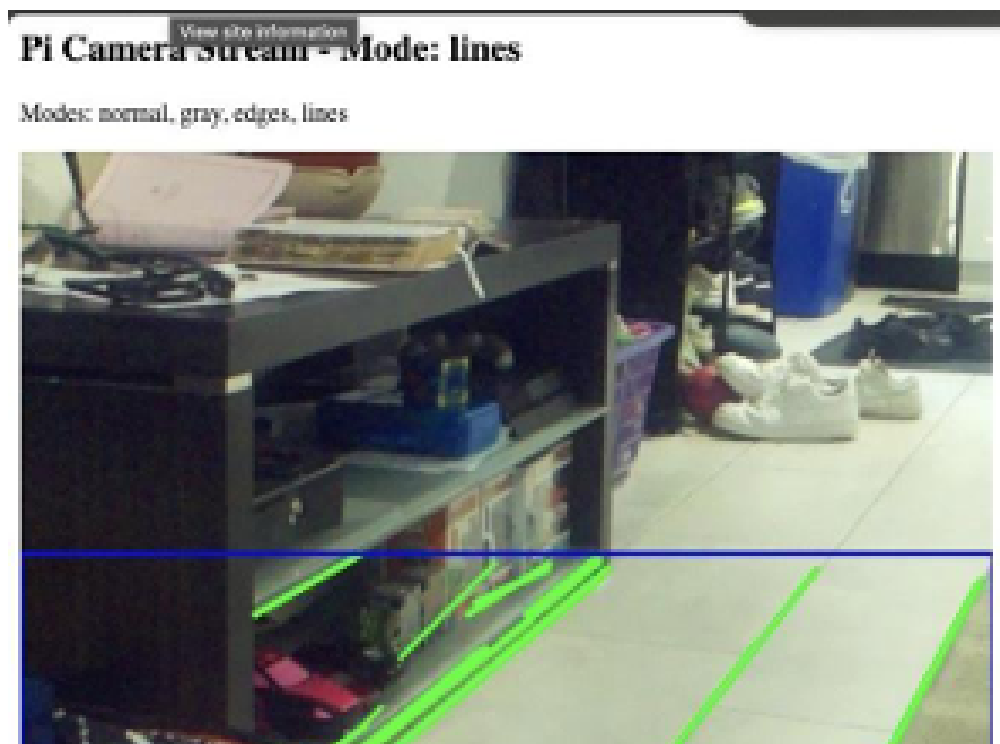 View site information
Pi Camera Stream - Mode: lines
Modes: normal, gray, edges, lines